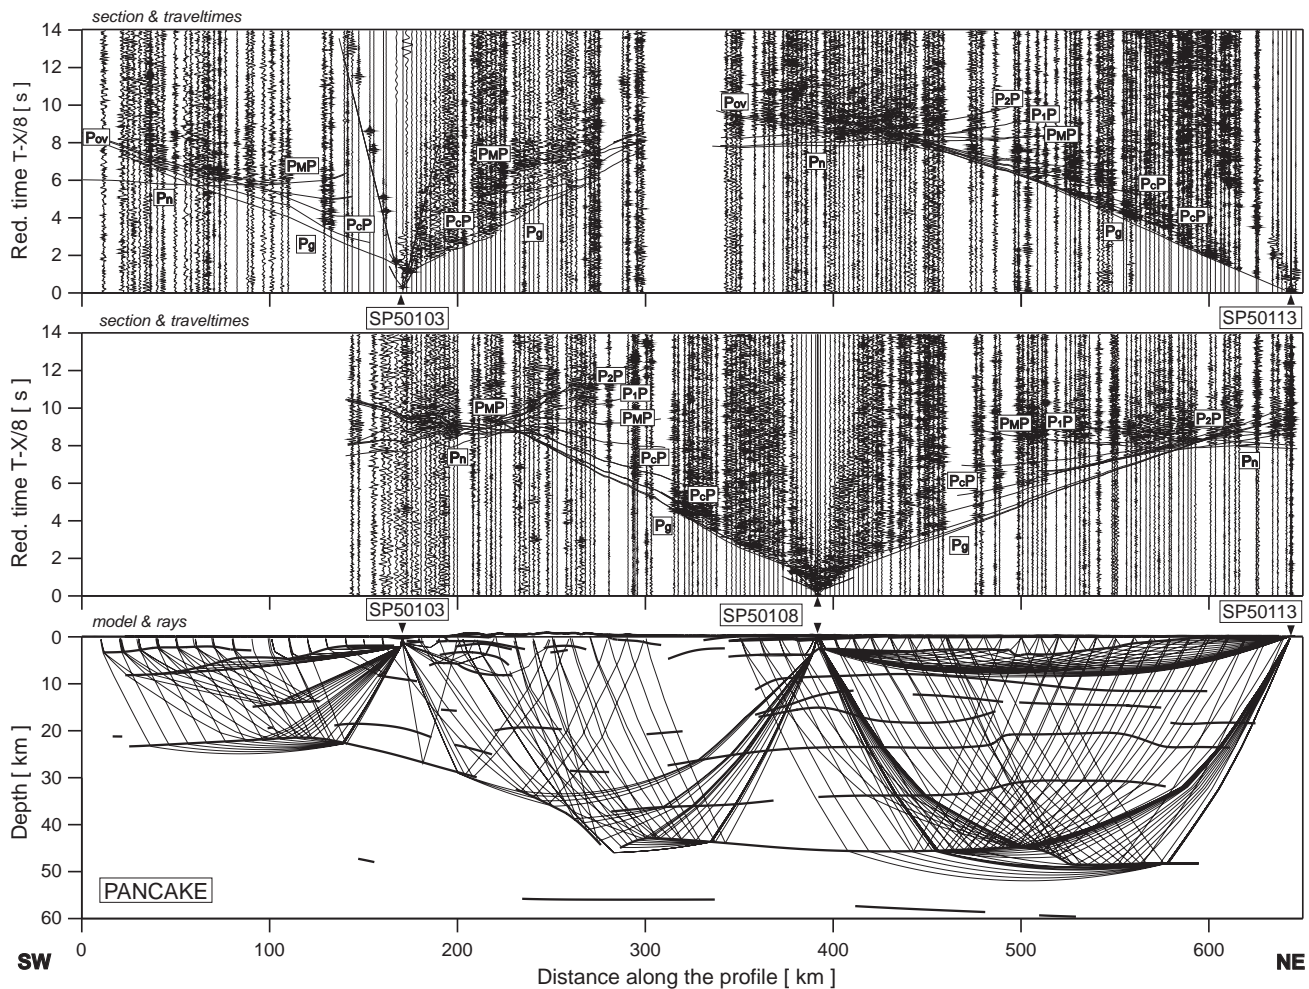 section & traveltimes
Red. time T-X/8 [ s ]
14
12
10
8
6
4
2
0
Pov
Pn
Pg
PMP
PcP
PMP
PcP
Pg
Pov
Pn
P2P
P1P
PMP
PcP
PcP
Pg
SP50103
SP50113
section & traveltimes
Red. time T-X/8 [ s ]
14
12
10
8
6
4
2
0
PMP
Pn
P2P
P1P
PMP
PcP
PcP
Pg
PMP
P1P
P2P
Pn
PcP
Pg
model & rays
SP50103
SP50108
SP50113
Depth [ km ]
0
10
20
30
40
50
60
PANCAKE
0 100 200 300 400 500 600
SW
Distance along the profile [ km ]
NE